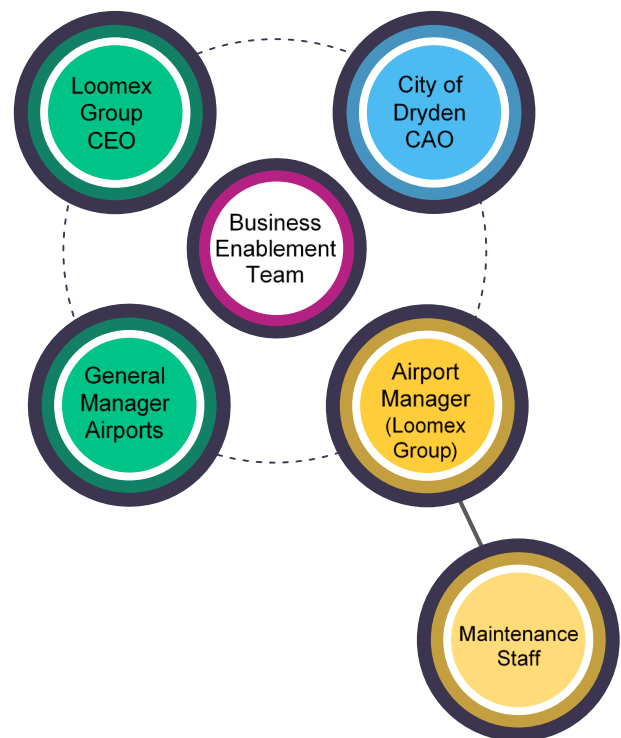 Loomex
Group
CEO
City of
Dryden
CAO
Business
Enablement
Team
General
Manager
Airports
Airport
Manager
(Loomex
Group)
Maintenance
Staff